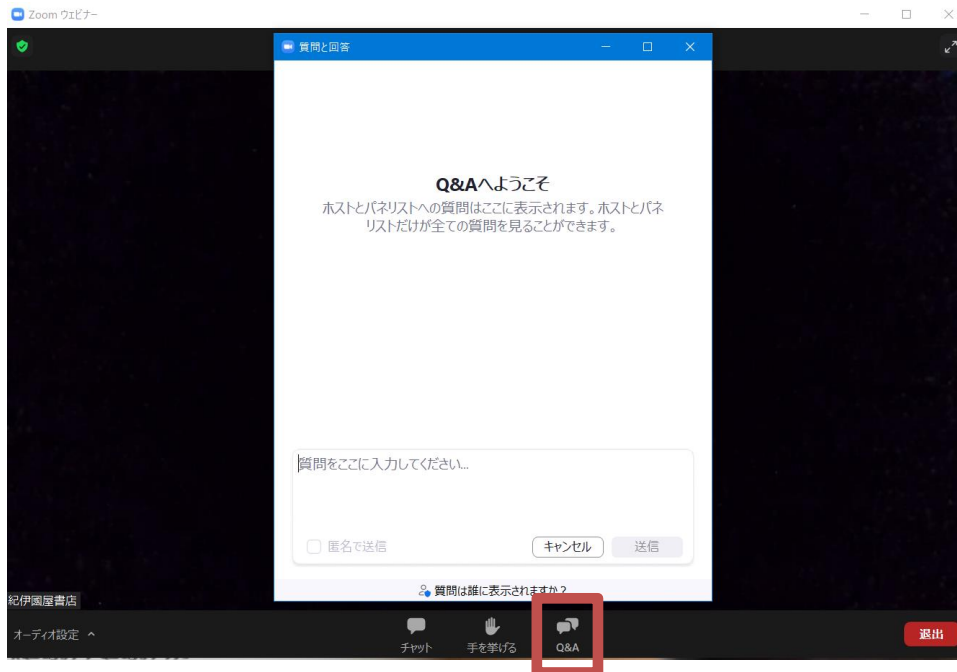 Zoom ウェビナー
質問と回答
Q&Aへようこそ
ホストとパネリストへの質問はここに表示されます。ホストとパネ
リストだけが全ての質問を見ることができます。
質問をここに入力してください...
匿名で送信
キャンセル
送信
質問は誰に表示されますか?
紀伊國屋書店
オーディオ設定
チャット
手を挙げる
Q&A
退出